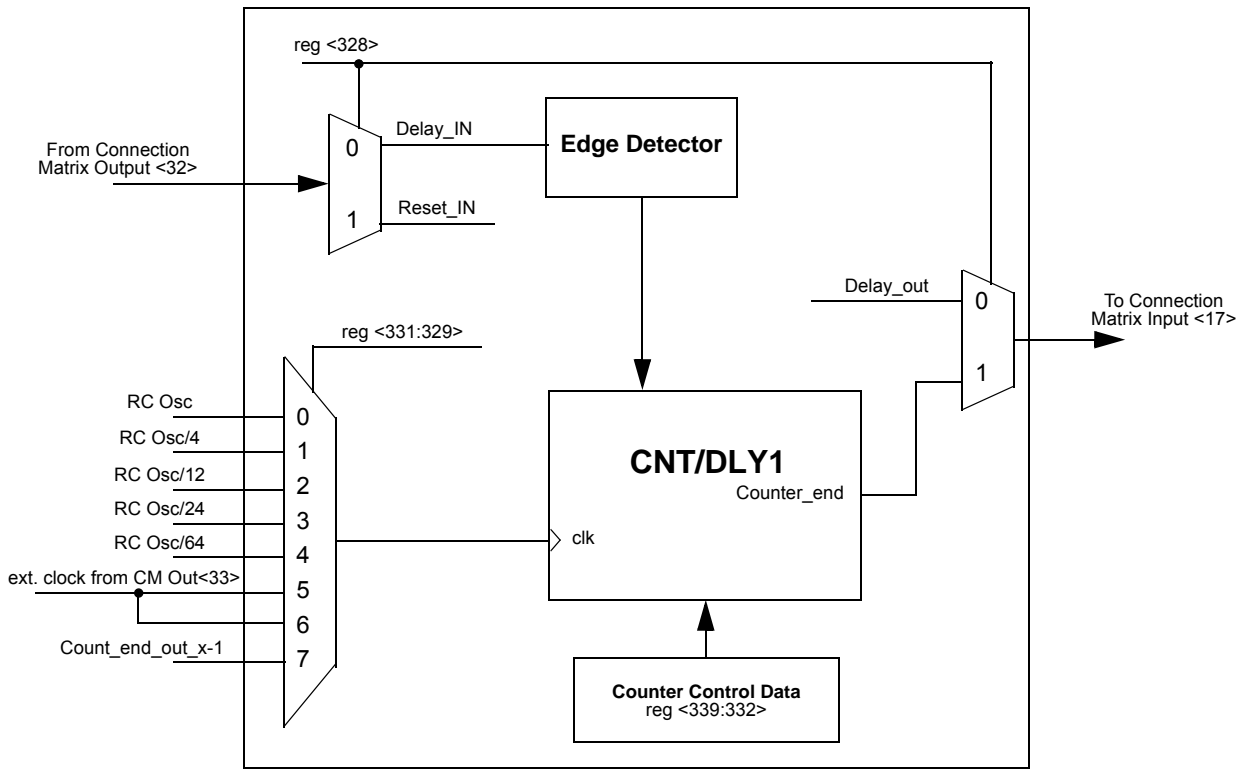 reg <328>
From Connection
Matrix Output <32>
0
1
Delay_IN
Reset_IN
Edge Detector
Delay_out
0
1
To Connection
Matrix Input <17>
reg <331:329>
RC Osc
RC Osc/4
RC Osc/12
RC Osc/24
RC Osc/64
ext. clock from CM Out<33>
Count_end_out_x-1
0
1
2
3
4
5
6
7
CNT/DLY1
Counter_end
clk
Counter Control Data
reg <339:332>